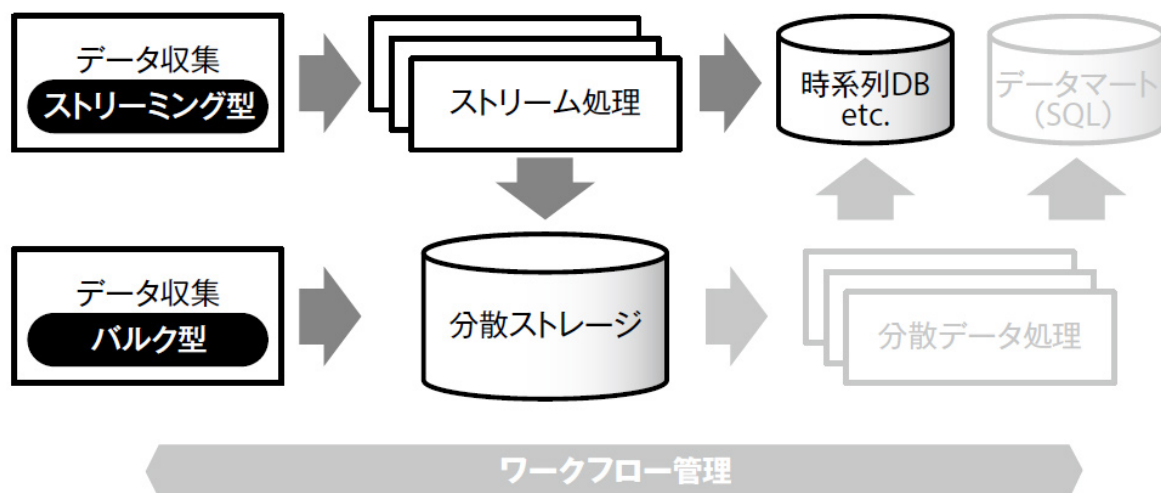 データ収集
ストリーミング型
ストリーム処理
時系列DB
etc.
データマート
(SQL)
データ収集
バルク型
分散ストレージ
分散データ処理
ワークフロー管理